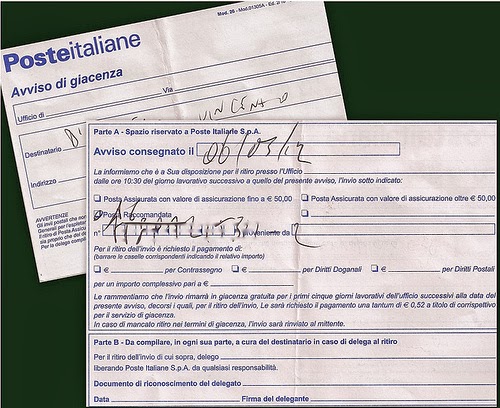 Mod. 26 - Mod.01305A - Ed.
Posteitaliane
Avviso di giacenza
Ufficio di Via
Destinatario VINCENZO
Indirizzo
AVVERTENZE
Parte A - Spazio riservato a Poste Italiane S.p.A.
Avviso consegnato il 06/03/12
La informiamo che è a Sua disposizione per il ritiro presso l'Ufficio
dalle ore 10:30 del giorno lavorativo successivo a quello del presente avviso, l'invio sotto indicato:
Posta Assicurata con valore di assicurazione fino a € 50,00 Posta Assicurata con valore di assicurazione oltre € 50,00
Posta Raccomandata
n° proveniente da
Per il ritiro dell'invio è richiesto il pagamento di:
(barrare le caselle corrispondenti indicando il relativo importo)
€ per Contrassegno € per Diritti Doganali € per Diritti Postali
per un importo complessivo pari a €
Le rammentiamo che l'invio rimarrà in giacenza gratuita per i primi cinque giorni lavorativi dell'ufficio successivi alla data del
presente avviso, decorsi i quali, per il ritiro dell'invio, Le sarà richiesto il pagamento una tantum di € 0,52 a titolo di corrispettivo
per il servizio di giacenza.
In caso di mancato ritiro nei termini di giacenza, l'invio sarà rinviato al mittente.
Parte B - Da compilare, in ogni sua parte, a cura del destinatario in caso di delega al ritiro
Per il ritiro dell'invio di cui sopra, delego
liberando Poste Italiane S.p.A. da qualsiasi responsabilità.
Documento di riconoscimento del delegato
Data Firma del delegante